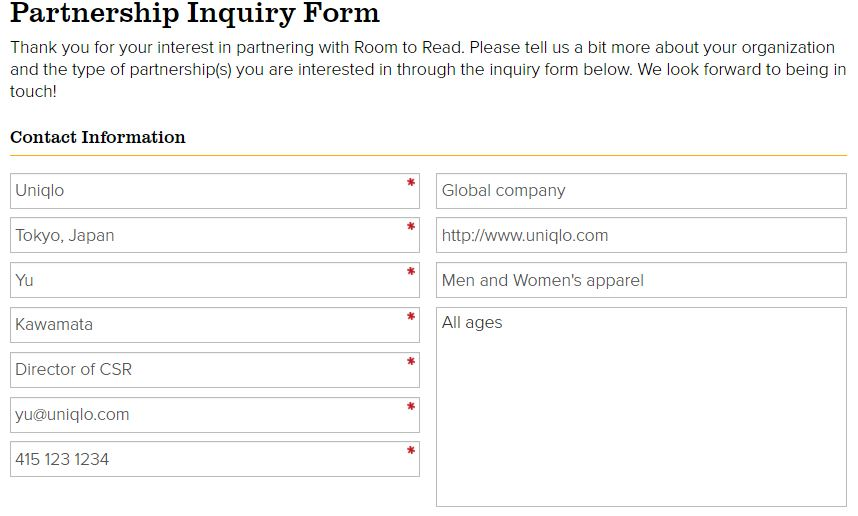 Partnership Inquiry Form
Thank you for your interest in partnering with Room to Read. Please tell us a bit more about your organization
and the type of partnership(s) you are interested in through the inquiry form below. We look forward to being in
touch!
Contact Information
Uniqlo *
Tokyo, Japan *
Yu *
Kawamata *
Director of CSR *
yu@uniqlo.com *
415 123 1234 *
Global company
http://www.uniqlo.com
Men and Women's apparel
All ages